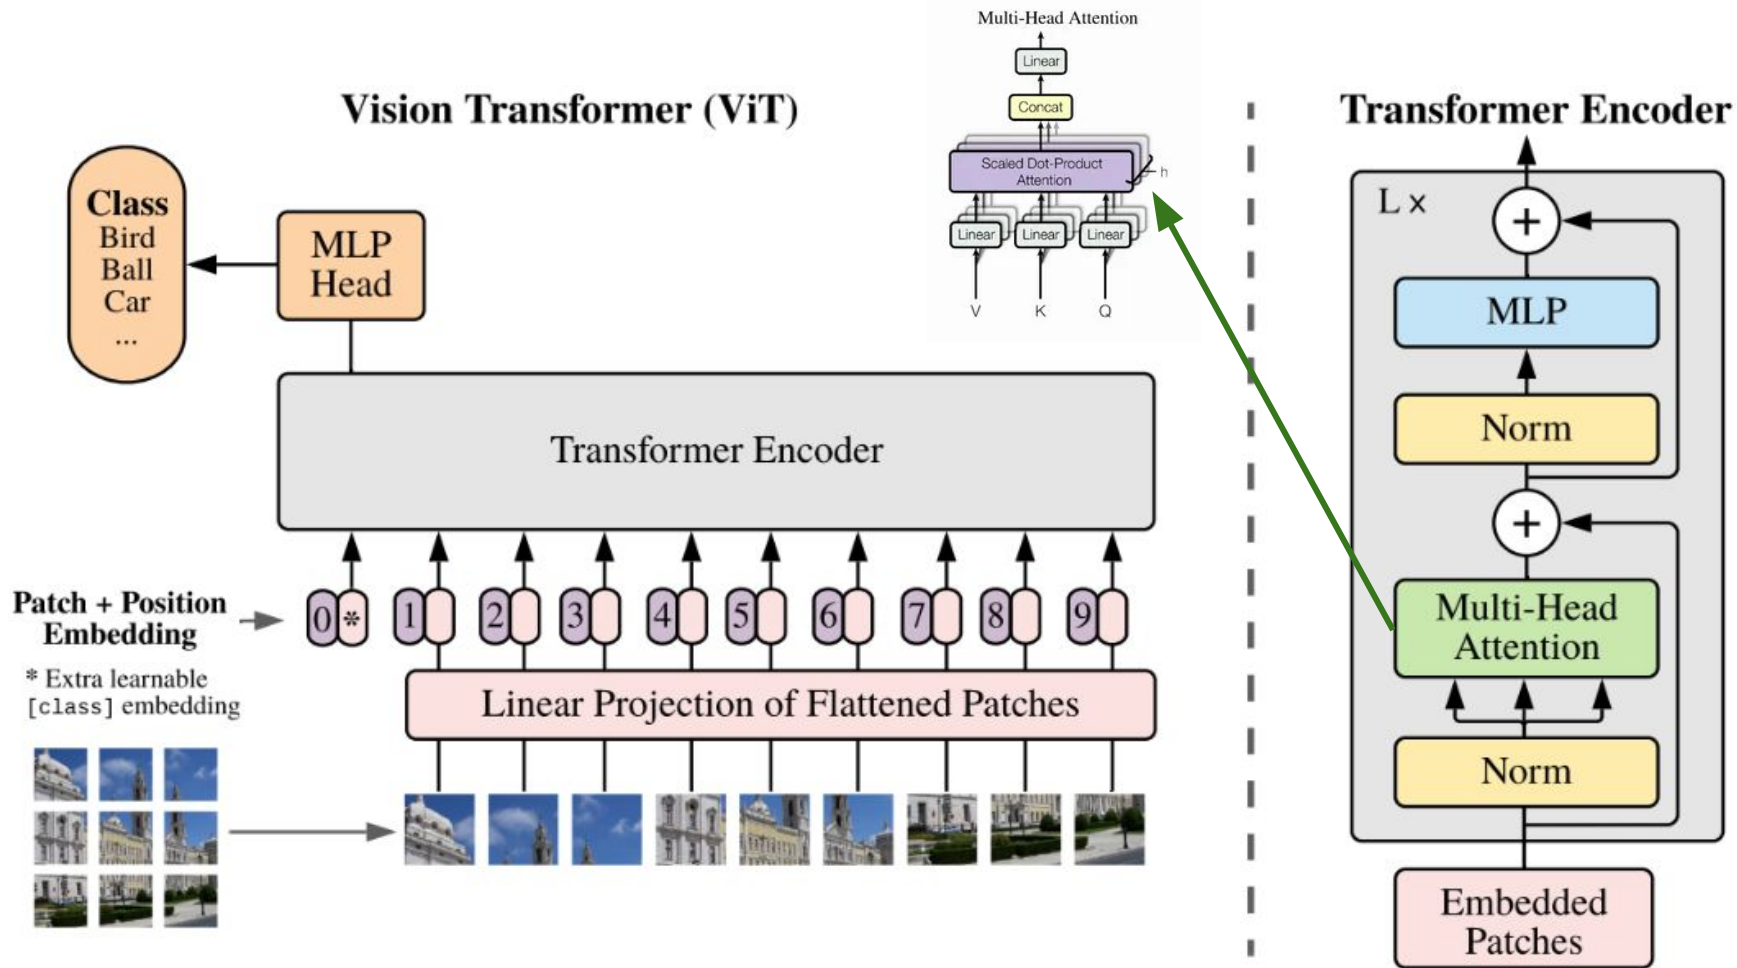 Multi-Head Attention
Linear
Concat
Scaled Dot-Product
Attention
h
Linear Linear Linear
V K Q
Vision Transformer (ViT)
Class
Bird
Ball
Car
...
MLP
Head
Transformer Encoder
Patch + Position
Embedding
0 * 1 2 3 4 5 6 7 8 9
* Extra learnable
[class] embedding
Linear Projection of Flattened Patches
Transformer Encoder
L ×
+
MLP
Norm
+
Multi-Head
Attention
Norm
Embedded
Patches